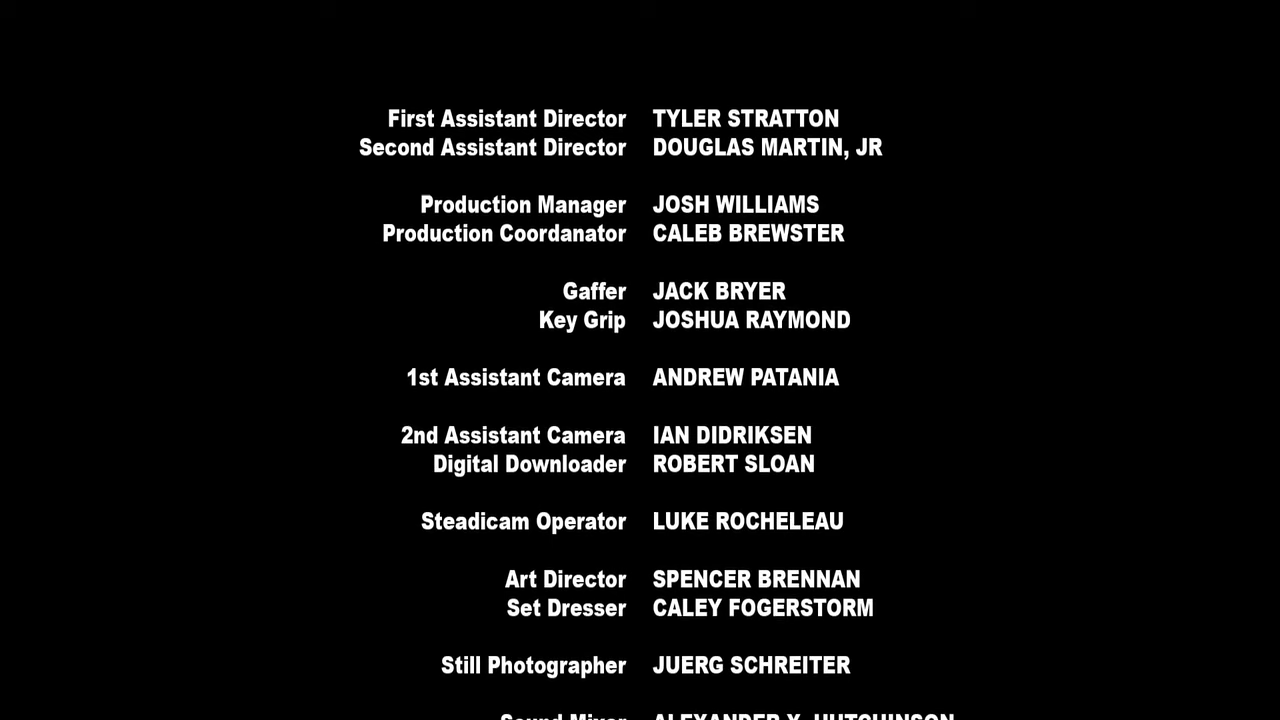 First Assistant Director TYLER STRATTON
Second Assistant Director DOUGLAS MARTIN, JR
Production Manager JOSH WILLIAMS
Production Coordanator CALEB BREWSTER
Gaffer JACK BRYER
Key Grip JOSHUA RAYMOND
1st Assistant Camera ANDREW PATANIA
2nd Assistant Camera IAN DIDRIKSEN
Digital Downloader ROBERT SLOAN
Steadicam Operator LUKE ROCHELEAU
Art Director SPENCER BRENNAN
Set Dresser CALEY FOGERSTORM
Still Photographer JUERG SCHREITER
Sound Mixer ALEXANDER Y. HUTCHINSON